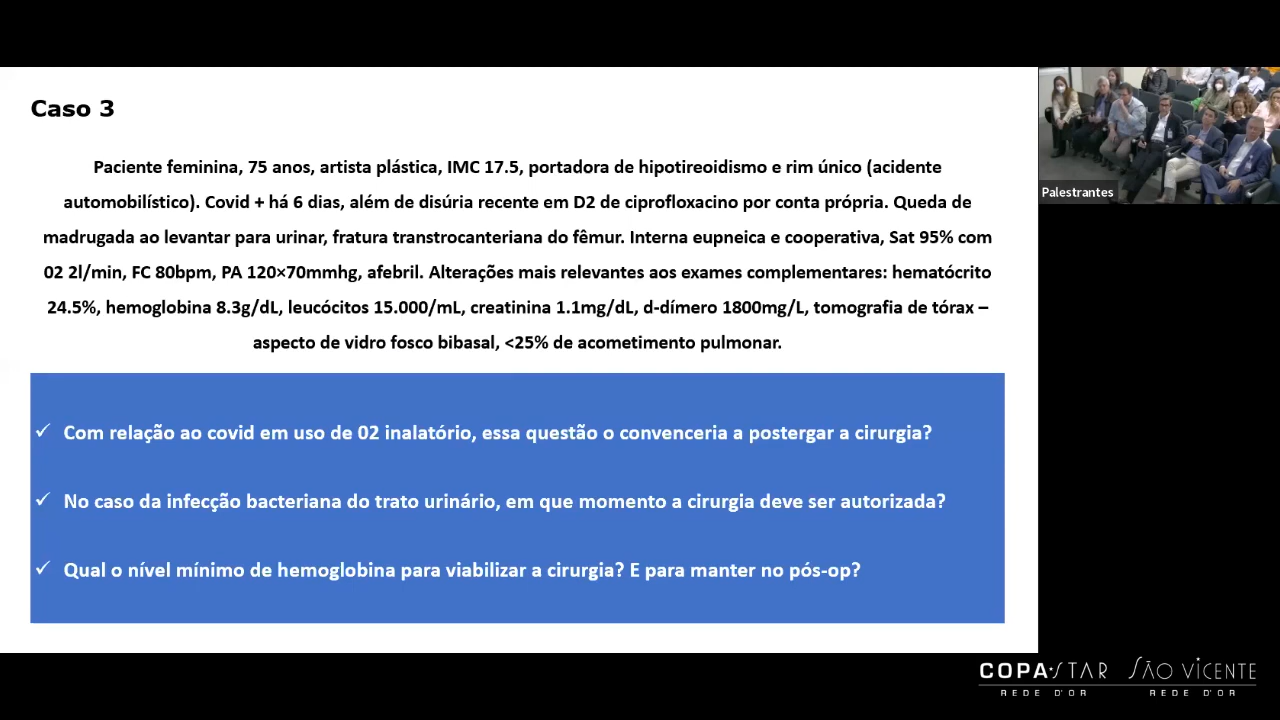 Caso 3
Paciente feminina, 75 anos, artista plástica, IMC 17.5, portadora de hipotireoidismo e rim único (acidente
automobilístico). Covid + há 6 dias, além de disúria recente em D2 de ciprofloxacino por conta própria. Queda de
madrugada ao levantar para urinar, fratura transtrocanteriana do fêmur. Interna eupneica e cooperativa, Sat 95% com
02 2l/min, FC 80bpm, PA 120×70mmhg, afebril. Alterações mais relevantes aos exames complementares: hematócrito
24.5%, hemoglobina 8.3g/dL, leucócitos 15.000/mL, creatinina 1.1mg/dL, d-dímero 1800mg/L, tomografia de tórax –
aspecto de vidro fosco bibasal, <25% de acometimento pulmonar.
✓ Com relação ao covid em uso de 02 inalatório, essa questão o convenceria a postergar a cirurgia?
✓ No caso da infecção bacteriana do trato urinário, em que momento a cirurgia deve ser autorizada?
✓ Qual o nível mínimo de hemoglobina para viabilizar a cirurgia? E para manter no pós-op?
Palestrantes
COPA STAR SÃO VICENTE
REDE D'OR REDE D'OR